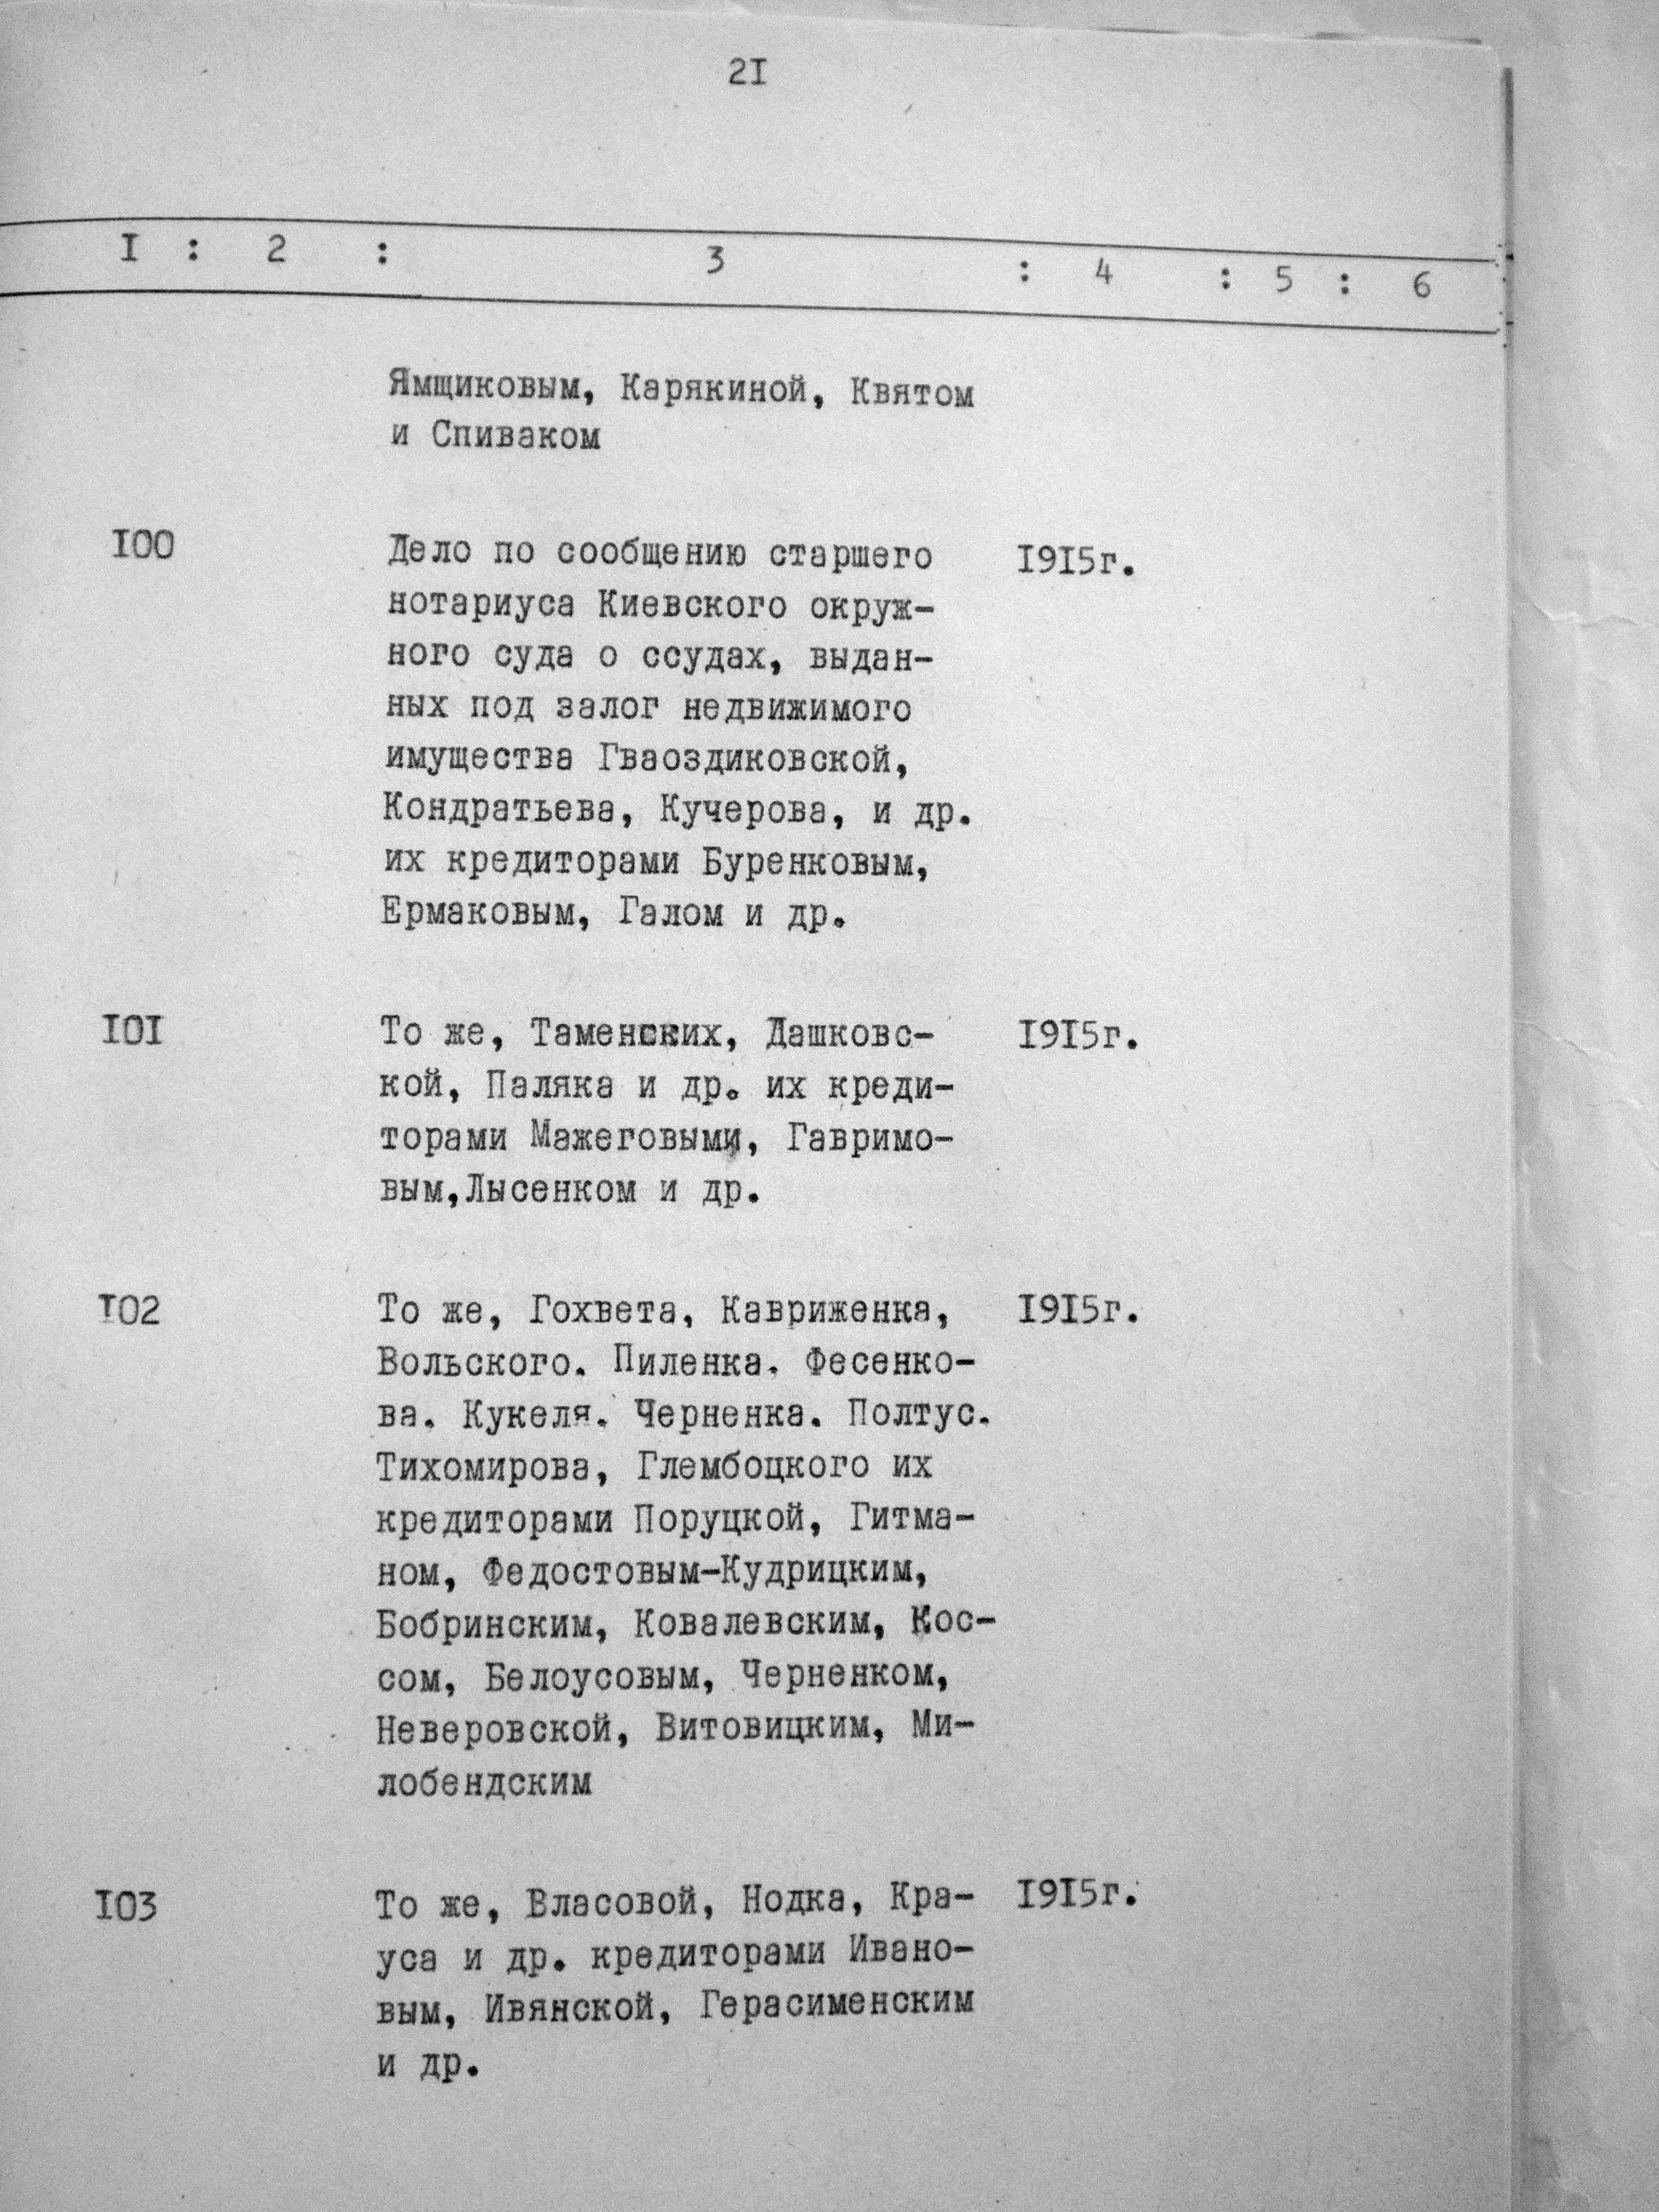 2I
I : 2 : 3 : 4 : 5 : 6
Ямщиковым, Карякиной, Квятом
и Спиваком
I00 Дело по сообщению старшего I9I5г.
нотариуса Киевского окруж-
ного суда о ссудах, выдан-
ных под залог недвижимого
имущества Гваоздиковской,
Кондратьева, Кучерова, и др.
их кредиторами Буренковым,
Ермаковым, Галом и др.
I0I То же, Таменских, Дашковс- I9I5г.
кой, Паляка и др. их креди-
торами Мажеговыми, Гавримо-
вым,Лысенком и др.
I02 То же, Гохвета, Кавриженка, I9I5г.
Вольского. Пиленка. Фесенко-
ва. Кукеля. Черненка. Полтус.
Тихомирова, Глембоцкого их
кредиторами Поруцкой, Гитма-
ном, Федостовым-Кудрицким,
Бобринским, Ковалевским, Кос-
сом, Белоусовым, Черненком,
Неверовской, Витовицким, Ми-
лобендским
I03 То же, Власовой, Нодка, Кра- I9I5г.
уса и др. кредиторами Ивано-
вым, Ивянской, Герасименским
и др.